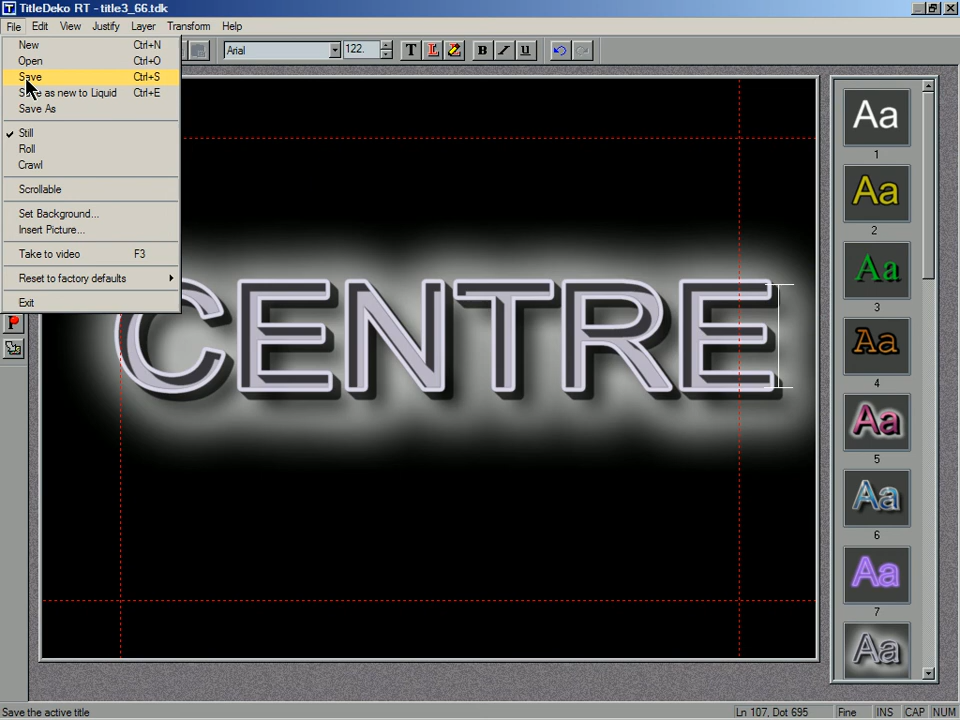 TitleDeko RT - title3_66.tdk
File Edit View Justify Layer Transform Help
Arial 122. T L B I U
New Ctrl+N
Open Ctrl+O
Save Ctrl+S
Save as new to Liquid Ctrl+E
Save As
Still
Roll
Crawl
Scrollable
Set Background...
Insert Picture...
Take to video F3
Reset to factory defaults
Exit
CENTRE
Aa
1
Aa
2
Aa
3
Aa
4
Aa
5
Aa
6
Aa
7
Aa
Save the active title Ln 107, Dot 695 Fine INS CAP NUM